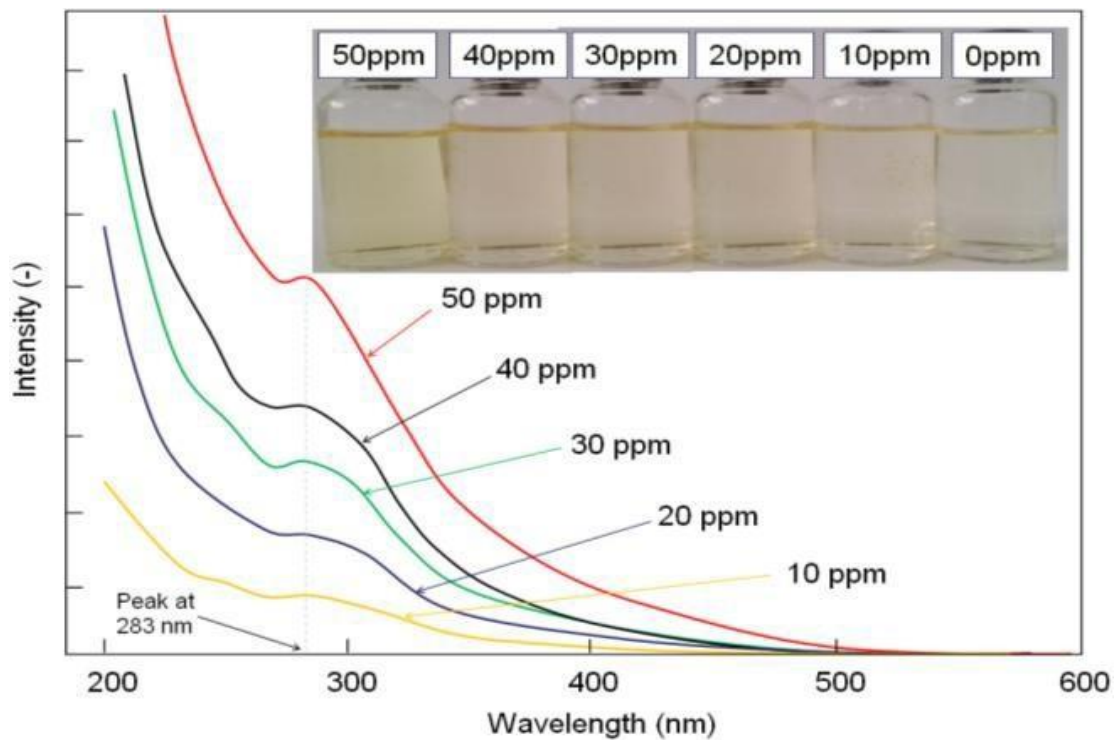 50ppm 40ppm 30ppm 20ppm 10ppm 0ppm
50 ppm
40 ppm
30 ppm
20 ppm
10 ppm
Peak at
283 nm
Intensity (-)
200 300 400 500 600
Wavelength (nm)